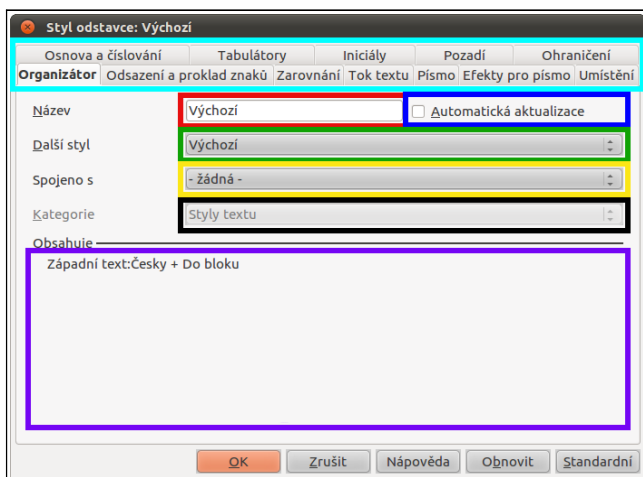 Styl odstavce: Výchozí
Osnova a číslování Tabulátory Iniciály Pozadí Ohraničení
Organizátor Odsazení a proklad znaků Zarovnání Tok textu Písmo Efekty pro písmo Umístění
Název Výchozí Automatická aktualizace
Další styl Výchozí
Spojeno s - žádná -
Kategorie Styly textu
Obsahuje
Západní text:Česky + Do bloku
OK Zrušit Nápověda Obnovit Standardní